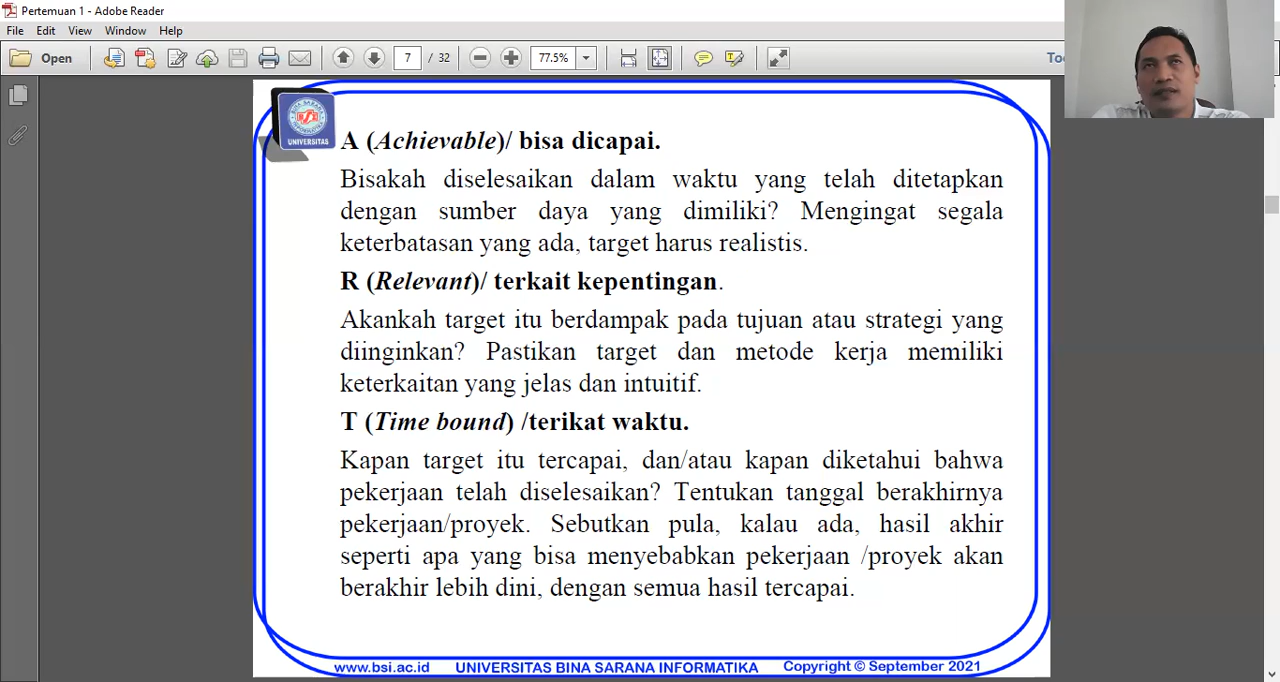 Pertemuan 1 - Adobe Reader
File Edit View Window Help
Open 7 / 32 77.5%
UNIVERSITAS
A (Achievable)/ bisa dicapai.
Bisakah diselesaikan dalam waktu yang telah ditetapkan
dengan sumber daya yang dimiliki? Mengingat segala
keterbatasan yang ada, target harus realistis.
R (Relevant)/ terkait kepentingan.
Akankah target itu berdampak pada tujuan atau strategi yang
diinginkan? Pastikan target dan metode kerja memiliki
keterkaitan yang jelas dan intuitif.
T (Time bound) /terikat waktu.
Kapan target itu tercapai, dan/atau kapan diketahui bahwa
pekerjaan telah diselesaikan? Tentukan tanggal berakhirnya
pekerjaan/proyek. Sebutkan pula, kalau ada, hasil akhir
seperti apa yang bisa menyebabkan pekerjaan /proyek akan
berakhir lebih dini, dengan semua hasil tercapai.
www.bsi.ac.id UNIVERSITAS BINA SARANA INFORMATIKA Copyright © September 2021